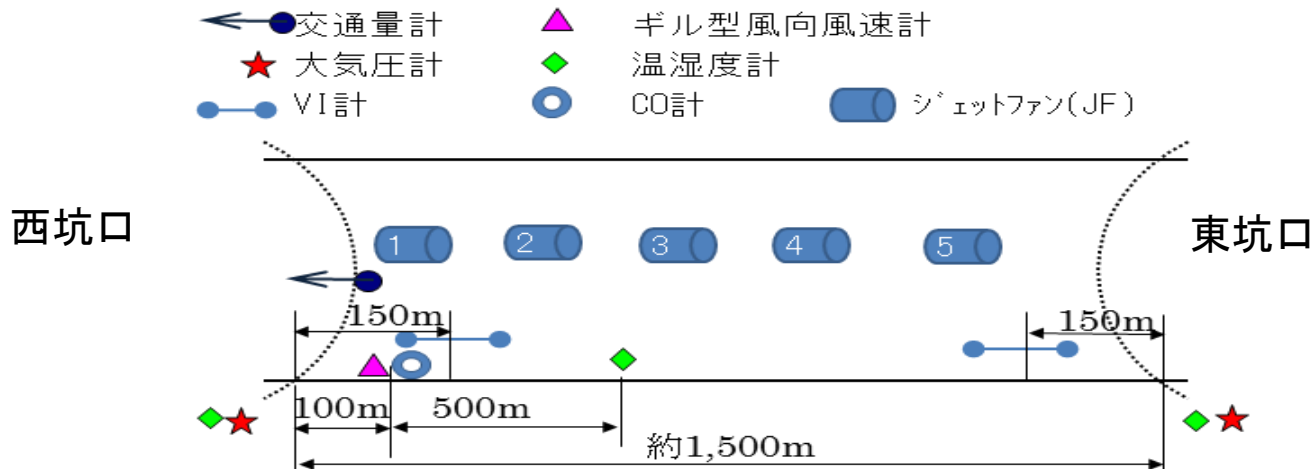 交通量計 ギル型風向風速計
大気圧計 温湿度計
VI計 CO計 ジェットファン(JF)
西坑口 1 2 3 4 5 東坑口
150m 150m
100m 500m
約1,500m